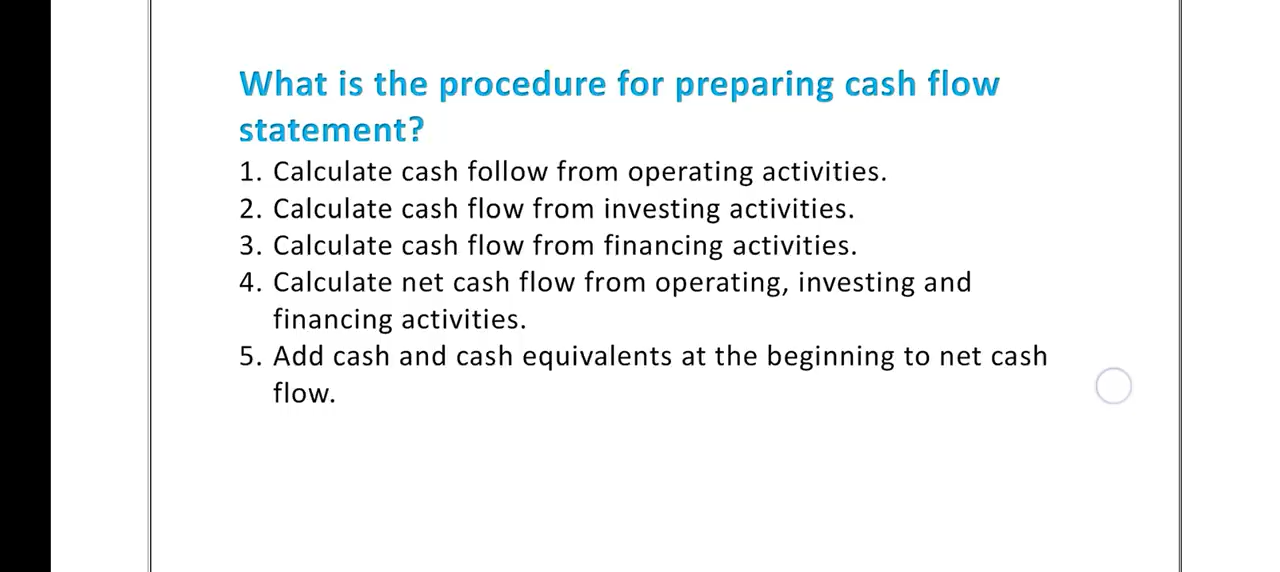 What is the procedure for preparing cash flow
statement?
1. Calculate cash follow from operating activities.
2. Calculate cash flow from investing activities.
3. Calculate cash flow from financing activities.
4. Calculate net cash flow from operating, investing and
financing activities.
5. Add cash and cash equivalents at the beginning to net cash
flow.